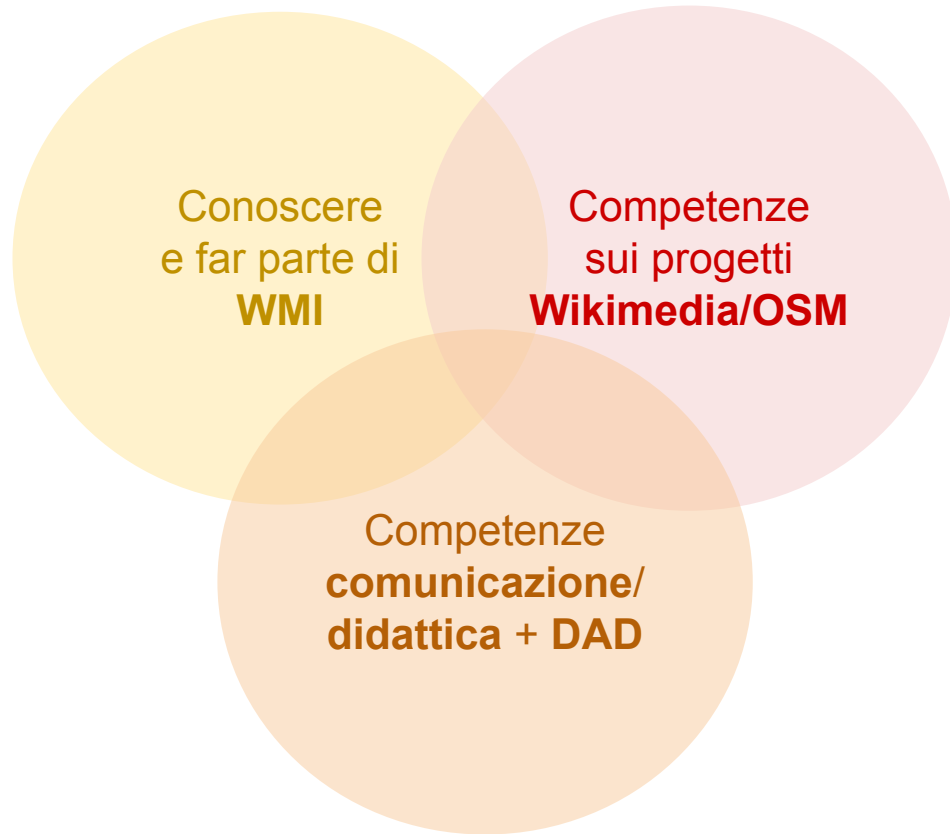 Conoscere
e far parte di
WMI
Competenze
sui progetti
Wikimedia/OSM
Competenze
comunicazione/
didattica + DAD